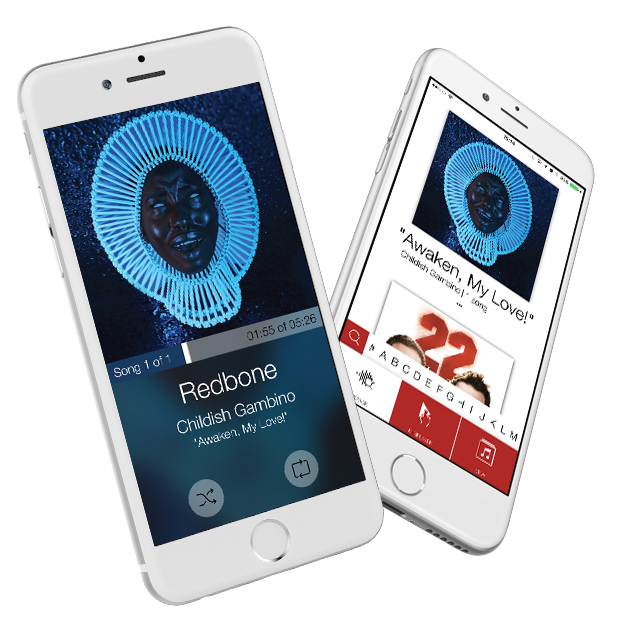 01:55 of 05:26
Song 1 of 1
Redbone
Childish Gambino
"Awaken, My Love!"
"Awaken, My Love!"
Childish Gambino | 1 song
...
22
# A B C D E F G H I J K L M